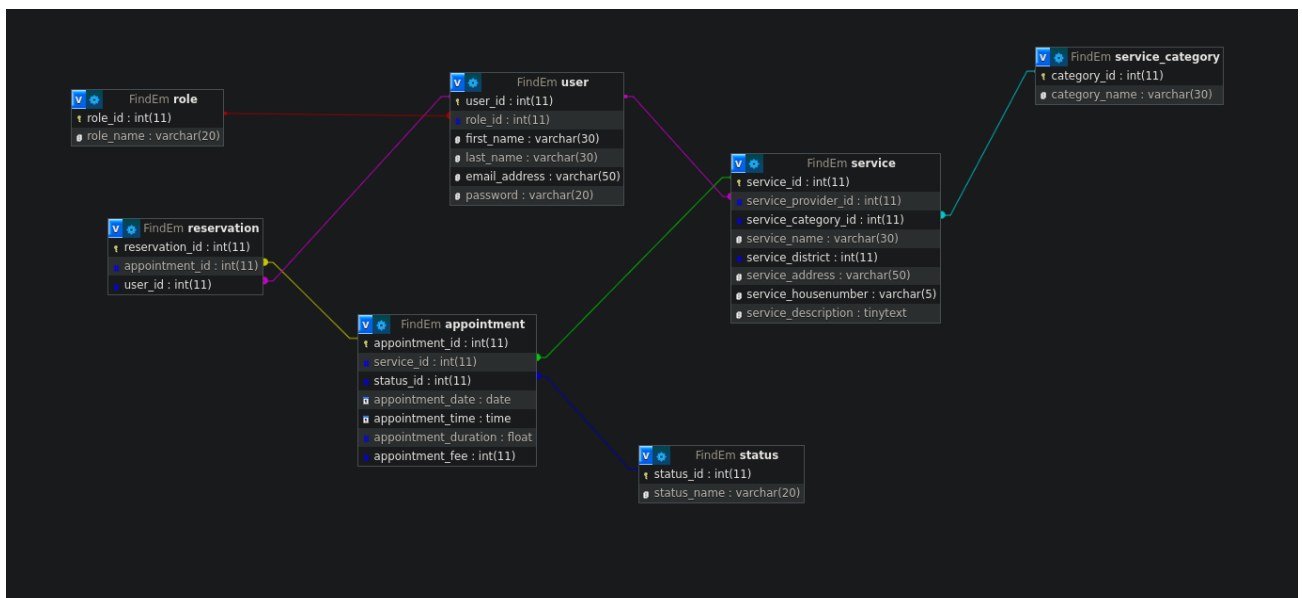 FindEm role
role_id : int(11)
role_name : varchar(20)
FindEm user
user_id : int(11)
role_id : int(11)
first_name : varchar(30)
last_name : varchar(30)
email_address : varchar(50)
password : varchar(20)
FindEm service_category
category_id : int(11)
category_name : varchar(30)
FindEm service
service_id : int(11)
service_provider_id : int(11)
service_category_id : int(11)
service_name : varchar(30)
service_district : int(11)
service_address : varchar(50)
service_housenumber : varchar(5)
service_description : tinytext
FindEm reservation
reservation_id : int(11)
appointment_id : int(11)
user_id : int(11)
FindEm appointment
appointment_id : int(11)
service_id : int(11)
status_id : int(11)
appointment_date : date
appointment_time : time
appointment_duration : float
appointment_fee : int(11)
FindEm status
status_id : int(11)
status_name : varchar(20)